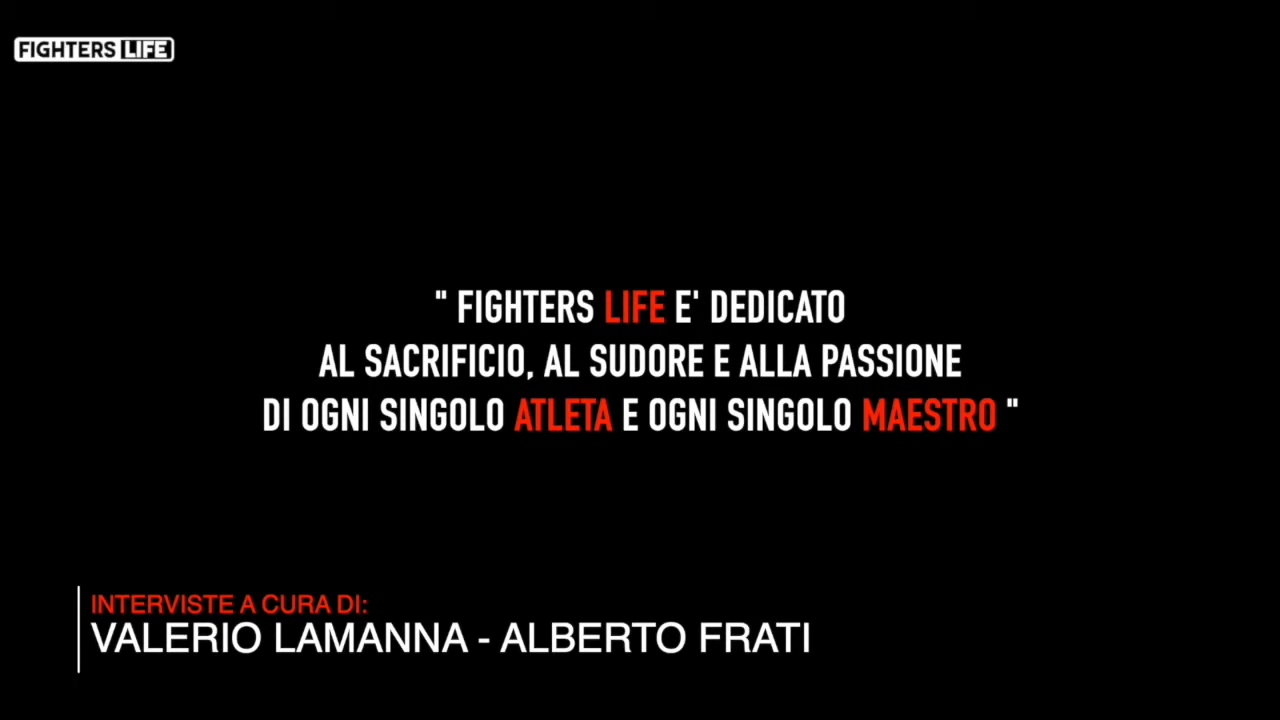 FIGHTERS LIFE
" FIGHTERS LIFE E' DEDICATO
AL SACRIFICIO, AL SUDORE E ALLA PASSIONE
DI OGNI SINGOLO ATLETA E OGNI SINGOLO MAESTRO "
INTERVISTE A CURA DI:
VALERIO LAMANNA - ALBERTO FRATI